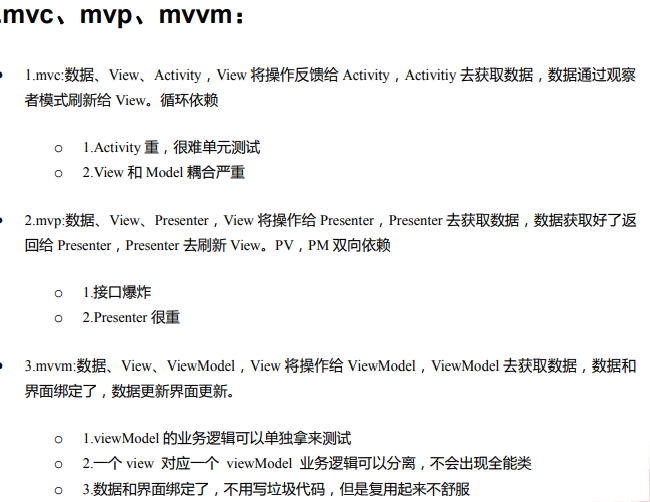 .mvc、mvp、mvvm：
1.mvc:数据、View、Activity，View 将操作反馈给 Activity，Activitiy 去获取数据，数据通过观察
者模式刷新给 View。循环依赖
1.Activity 重，很难单元测试
2.View 和 Model 耦合严重
2.mvp:数据、View、Presenter，View 将操作给 Presenter，Presenter 去获取数据，数据获取好了返
回给 Presenter，Presenter 去刷新 View。PV，PM 双向依赖
1.接口爆炸
2.Presenter 很重
3.mvvm:数据、View、ViewModel，View 将操作给 ViewModel，ViewModel 去获取数据，数据和
界面绑定了，数据更新界面更新。
1.viewModel 的业务逻辑可以单独拿来测试
2.一个 view 对应一个 viewModel 业务逻辑可以分离，不会出现全能类
3.数据和界面绑定了，不用写垃圾代码，但是复用起来不舒服